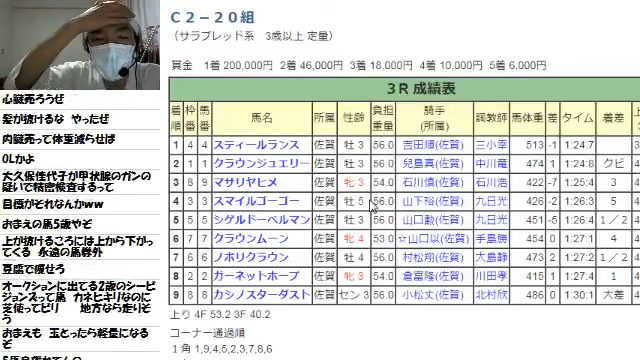 C2-20組
(サラブレッド系 3歳以上 定量)
賞金 1着 200,000円 2着 46,000円 3着 18,000円 4着 10,000円 5着 6,000円
3R 成績表
着順 枠番 馬番 馬名 所属 性齢 負担重量 騎手(所属) 調教師 馬体重 差 タイム 着差
1 4 4 スティールランス 佐賀 牡 3 56.0 吉田順(佐賀) 三小幸 513 -1 1:24.7
2 1 1 クラウンジュエリー 佐賀 牡 3 56.0 兒島真(佐賀) 中川竜 474 1 1:24.8 クビ
3 8 9 マサリヤヒメ 佐賀 牝 3 54.0 石川慎(佐賀) 石川浩 422 -7 1:25.4 3
4 3 3 スマイルゴーゴー 佐賀 牡 5 56.0 山下裕(佐賀) 九日光 426 -2 1:26.3 5
5 5 5 シゲルドーベルマン 佐賀 牡 3 56.0 山口勲(佐賀) 九日光 451 -5 1:26.4 1/2
6 7 7 クラウンムーン 佐賀 牝 4 53.0 ☆山口以(佐賀) 手島勝 454 0 1:27.1 4
7 6 6 ノボリクラウン 佐賀 牡 4 56.0 村松翔(佐賀) 大島静 473 2 1:27.2 1/2
8 2 2 ガーネットホープ 佐賀 牝 3 54.0 倉富隆(佐賀) 川田孝 415 1 1:27.4 1
9 8 8 カシノスターダスト 佐賀 セン 3 56.0 小松丈(佐賀) 北村欣 486 0 1:30.1 大差
上り 4F 53.2 3F 40.2
コーナー通過順
1角 1,9,4,5,2,3,7,8,6
心臓売ろうぜ
髪が抜けるな やったぜ
内臓売って体重減らせば
OLかよ
大久保佳代子が甲状腺のガンの
疑いで精密検査するって
目標がそれなんかww
おまえの馬5歳やぞ
上が抜けるころには上から下がっ
てくる 永遠の馬券外
豆腐で痩せろ
オークションに出てる2歳のシービ
ジョンスって馬 カネヒキリなのに
芝使ってビリ 地方なら走りそ
う
おまえも 玉とったら軽量になる
ぞ